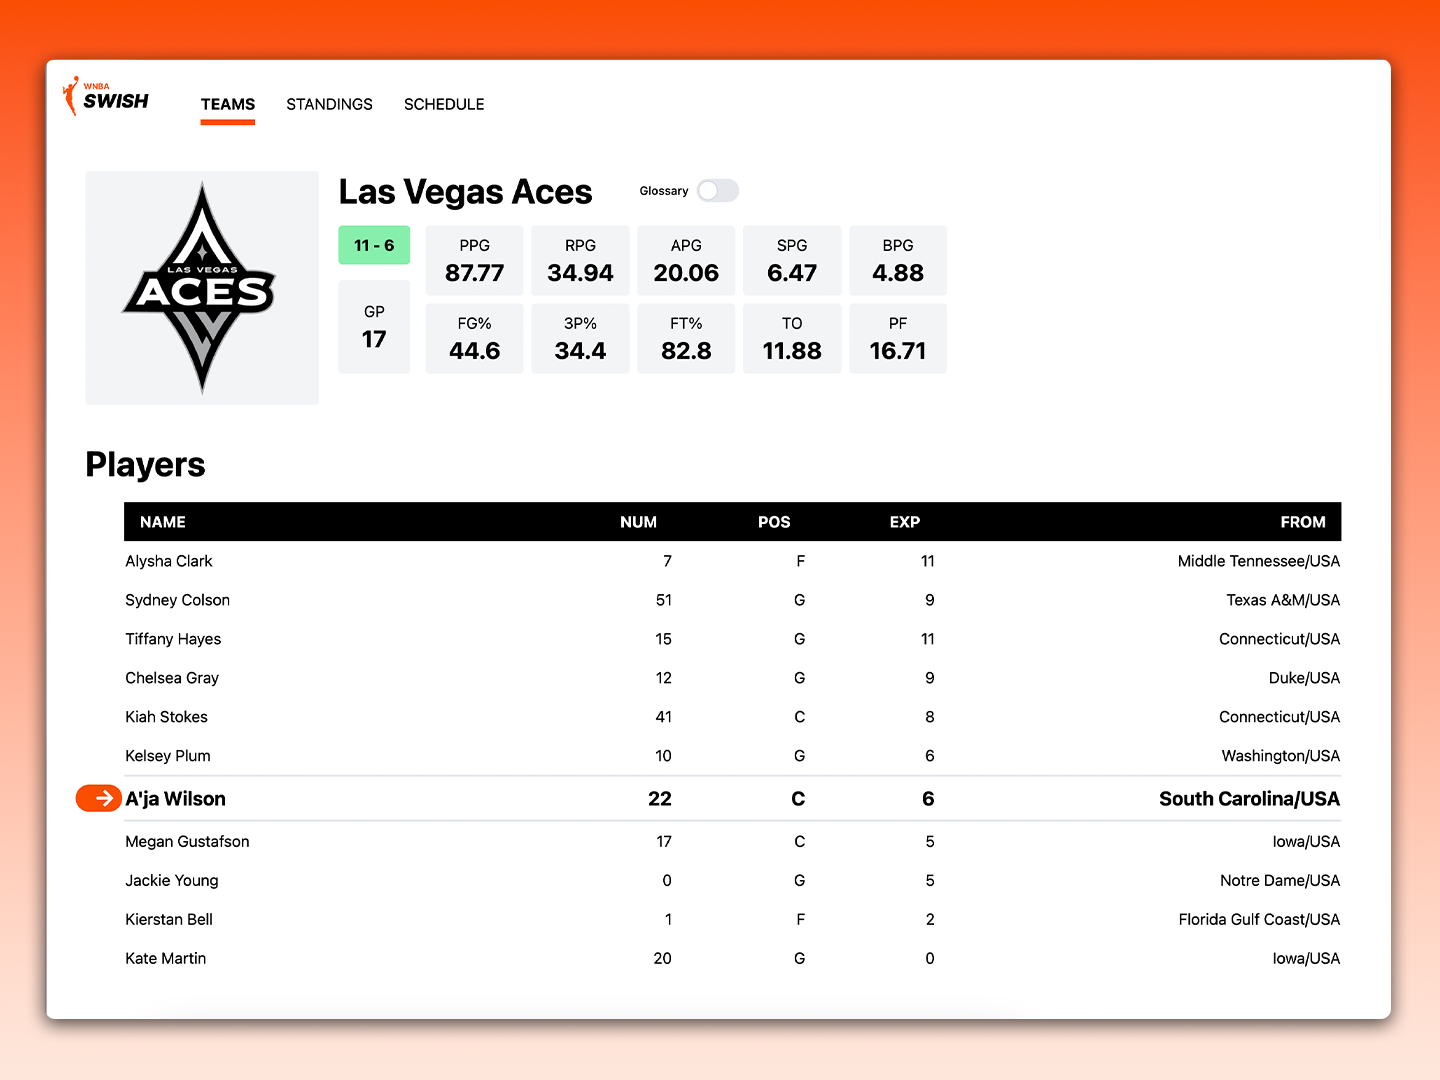 WNBA
SWISH
TEAMS STANDINGS SCHEDULE
LAS VEGAS
ACES
Las Vegas Aces Glossary
11 - 6
GP
17
PPG RPG APG SPG BPG
87.77 34.94 20.06 6.47 4.88
FG% 3P% FT% TO PF
44.6 34.4 82.8 11.88 16.71
Players
NAME NUM POS EXP FROM
Alysha Clark 7 F 11 Middle Tennessee/USA
Sydney Colson 51 G 9 Texas A&M/USA
Tiffany Hayes 15 G 11 Connecticut/USA
Chelsea Gray 12 G 9 Duke/USA
Kiah Stokes 41 C 8 Connecticut/USA
Kelsey Plum 10 G 6 Washington/USA
A'ja Wilson 22 C 6 South Carolina/USA
Megan Gustafson 17 C 5 Iowa/USA
Jackie Young 0 G 5 Notre Dame/USA
Kierstan Bell 1 F 2 Florida Gulf Coast/USA
Kate Martin 20 G 0 Iowa/USA